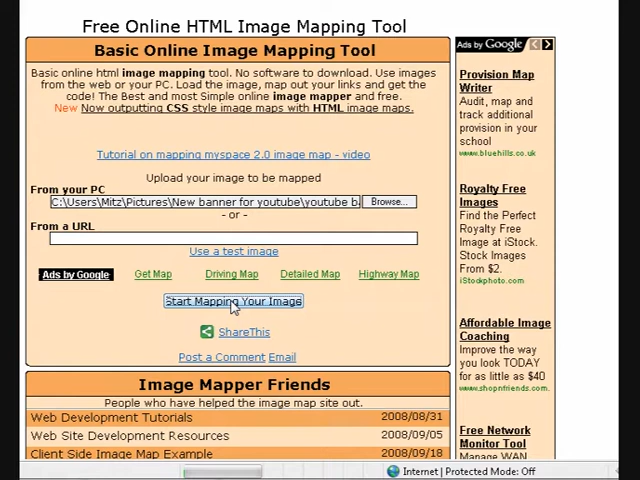 Free Online HTML Image Mapping Tool
Basic Online Image Mapping Tool
Basic online html image mapping tool. No software to download. Use images
from the web or your PC. Load the image, map out your links and get the
code! The Best and most Simple online image mapper and free.
New Now outputting CSS style image maps with HTML image maps.
Tutorial on mapping myspace 2.0 image map - video
Upload your image to be mapped
From your PC
C:\Users\Mitz\Pictures\New banner for youtube\youtube b Browse...
- or -
From a URL
Use a test image
Ads by Google Get Map Driving Map Detailed Map Highway Map
Start Mapping Your Image
ShareThis
Post a Comment Email
Image Mapper Friends
People who have helped the image map site out.
Web Development Tutorials 2008/08/31
Web Site Development Resources 2008/09/05
Client Side Image Map Example 2008/09/18
Ads by Google
Provision Map
Writer
Audit, map and
track additional
provision in your
school
www.bluehills.co.uk
Royalty Free
Images
Find the Perfect
Royalty Free
Image at iStock.
Stock Images
From $2.
iStockphoto.com
Affordable Image
Coaching
Improve the way
you look TODAY
for as little as $40
www.shopnfriends.com
Free Network
Monitor Tool
Manage WAN
Internet | Protected Mode: Off